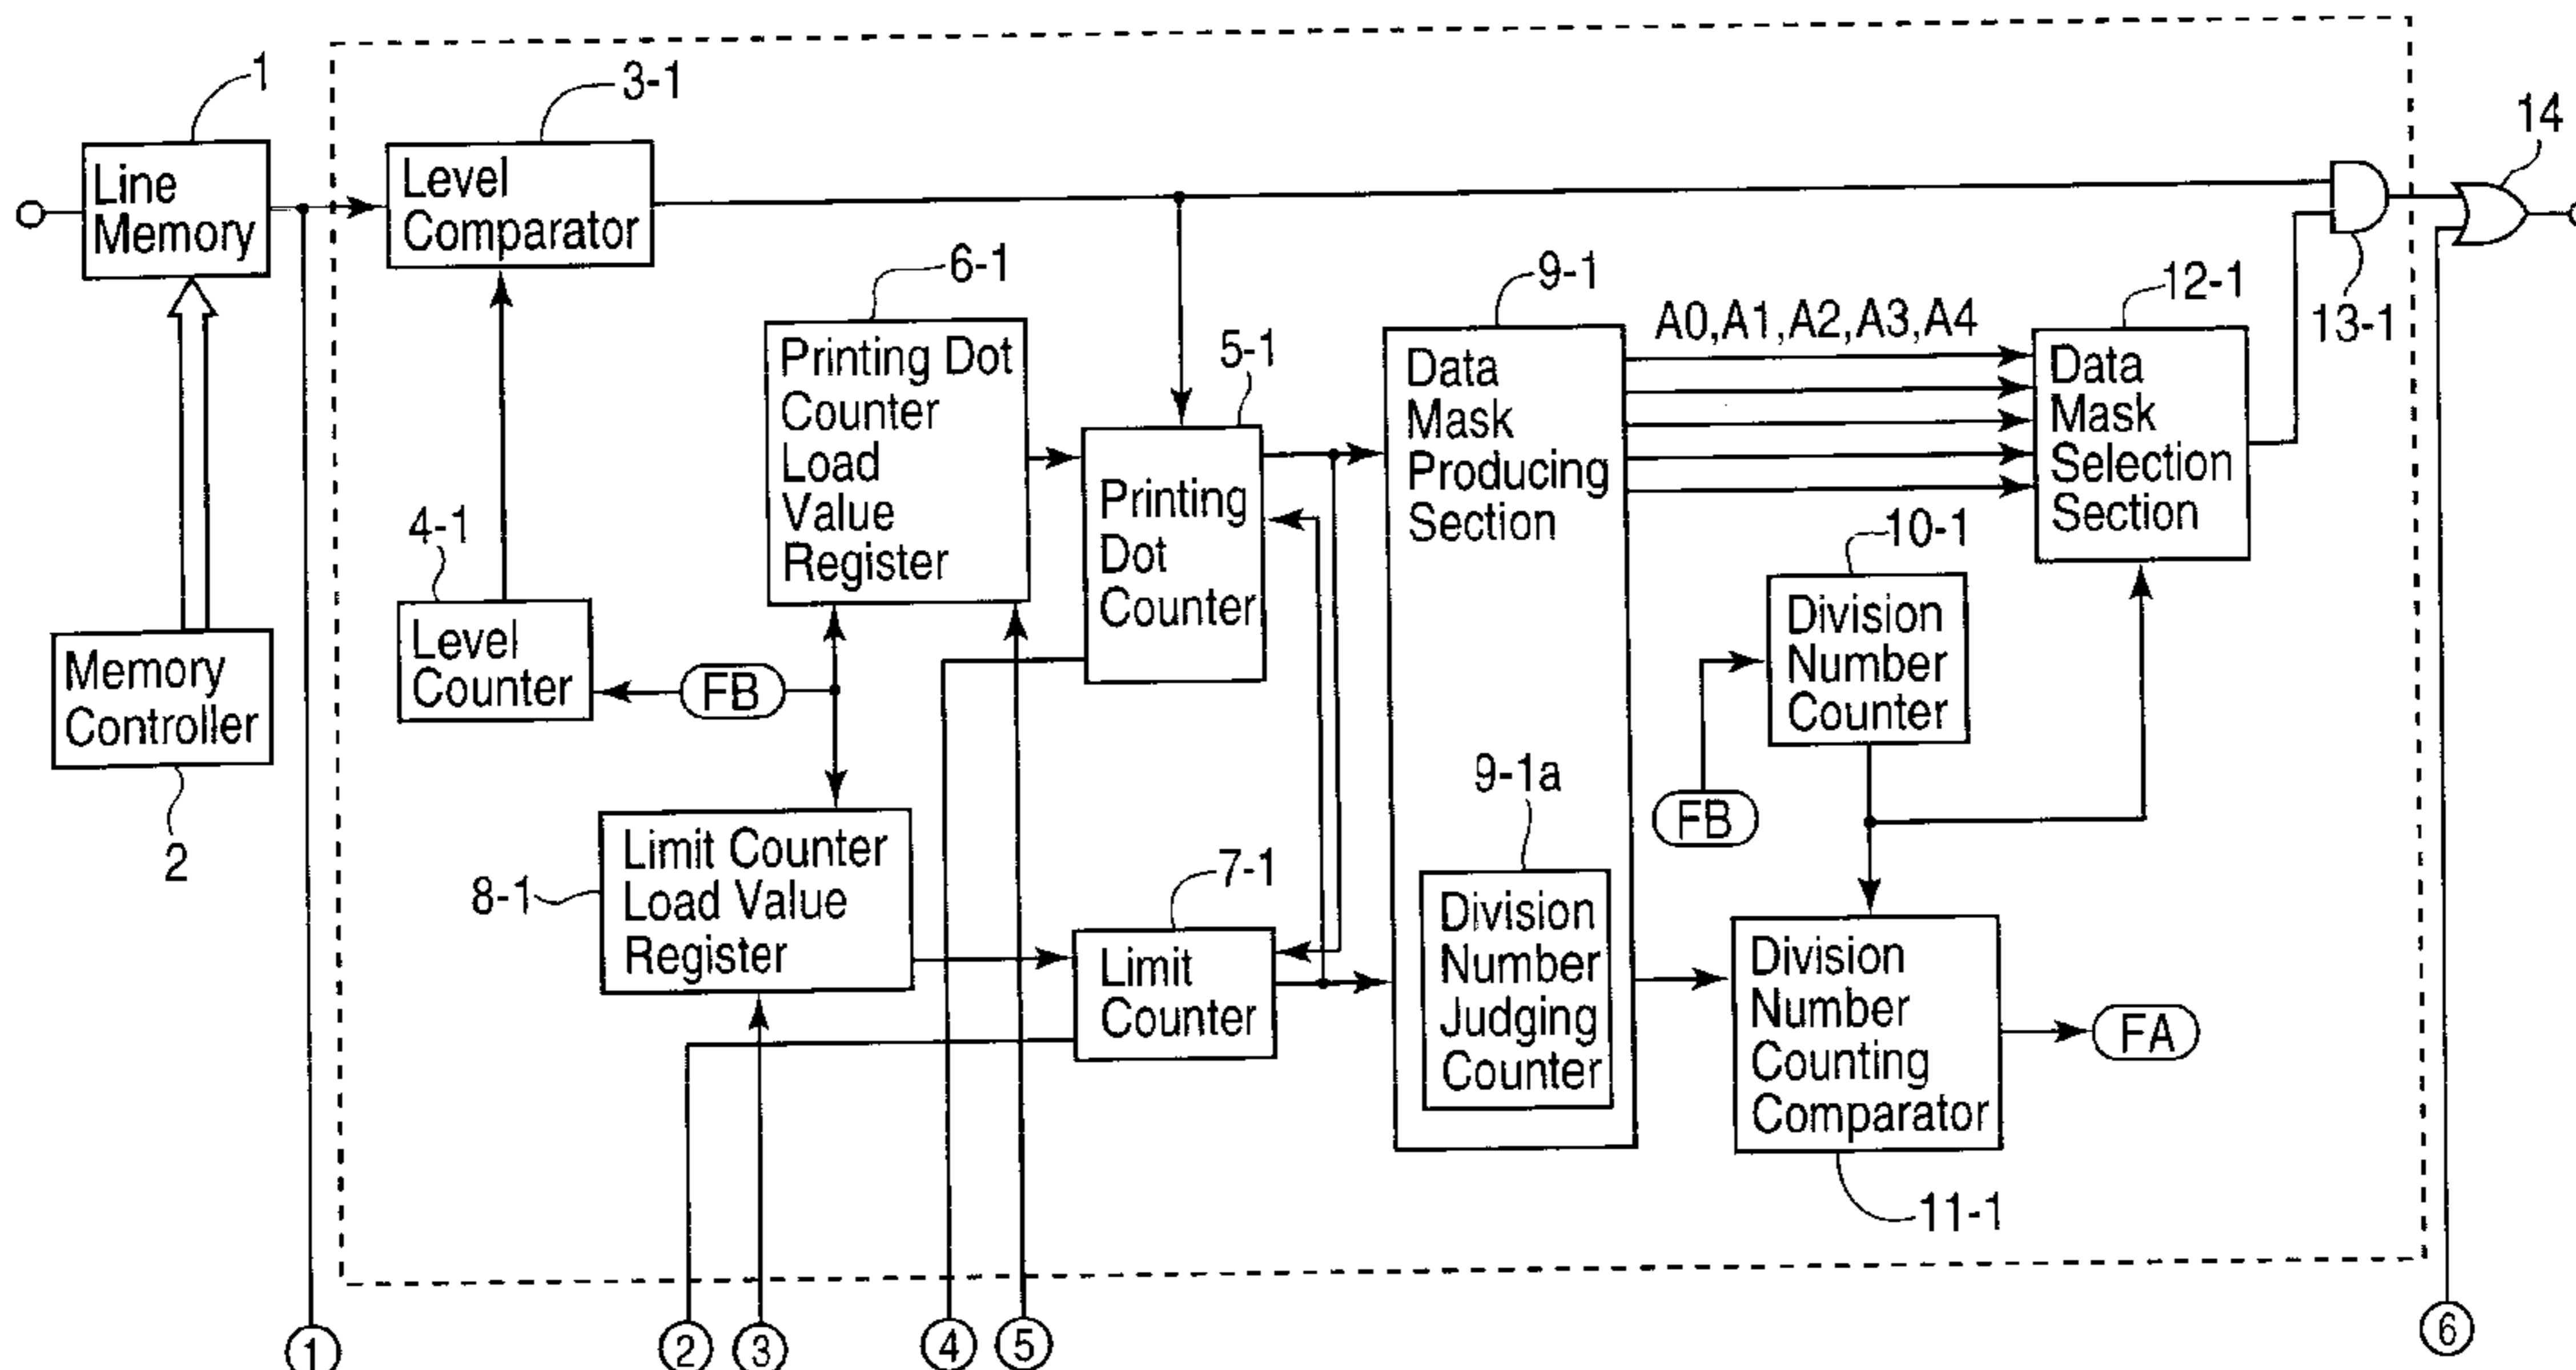 1
3-1
14
Line
Memory
Level
Comparator
6-1
9-1
12-1
13-1
A0,A1,A2,A3,A4
Printing Dot
Counter
Load
Value
Register
5-1
Printing
Dot
Counter
Data
Mask
Producing
Section
Data
Mask
Selection
Section
4-1
Level
Counter
FB
10-1
Division
Number
Counter
Memory
Controller
2
FB
9-1a
Division
Number
Judging
Counter
8-1
Limit Counter
Load Value
Register
7-1
Limit
Counter
Division
Number
Counting
Comparator
FA
11-1
①
②
③
④
⑤
⑥